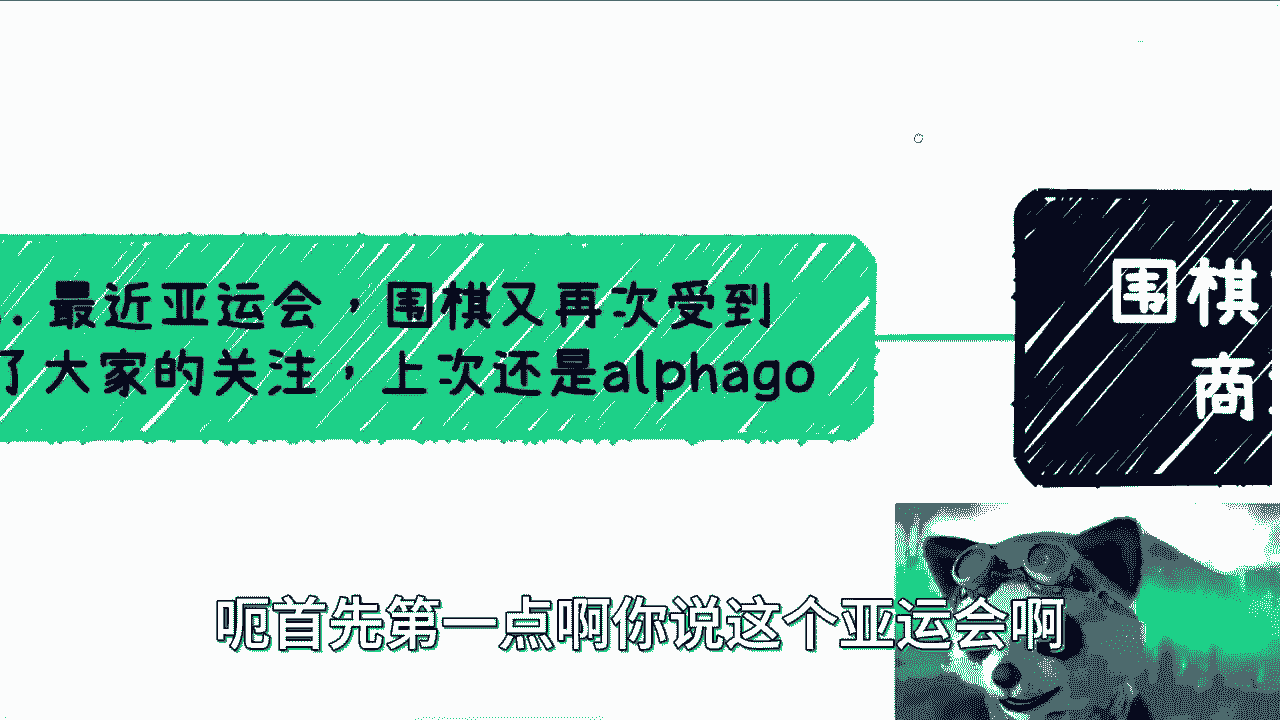 . 最近亚运会，围棋又再次受到
了大家的关注，上次还是alphago
围棋
商
呃首先第一点啊你说这个亚运会啊